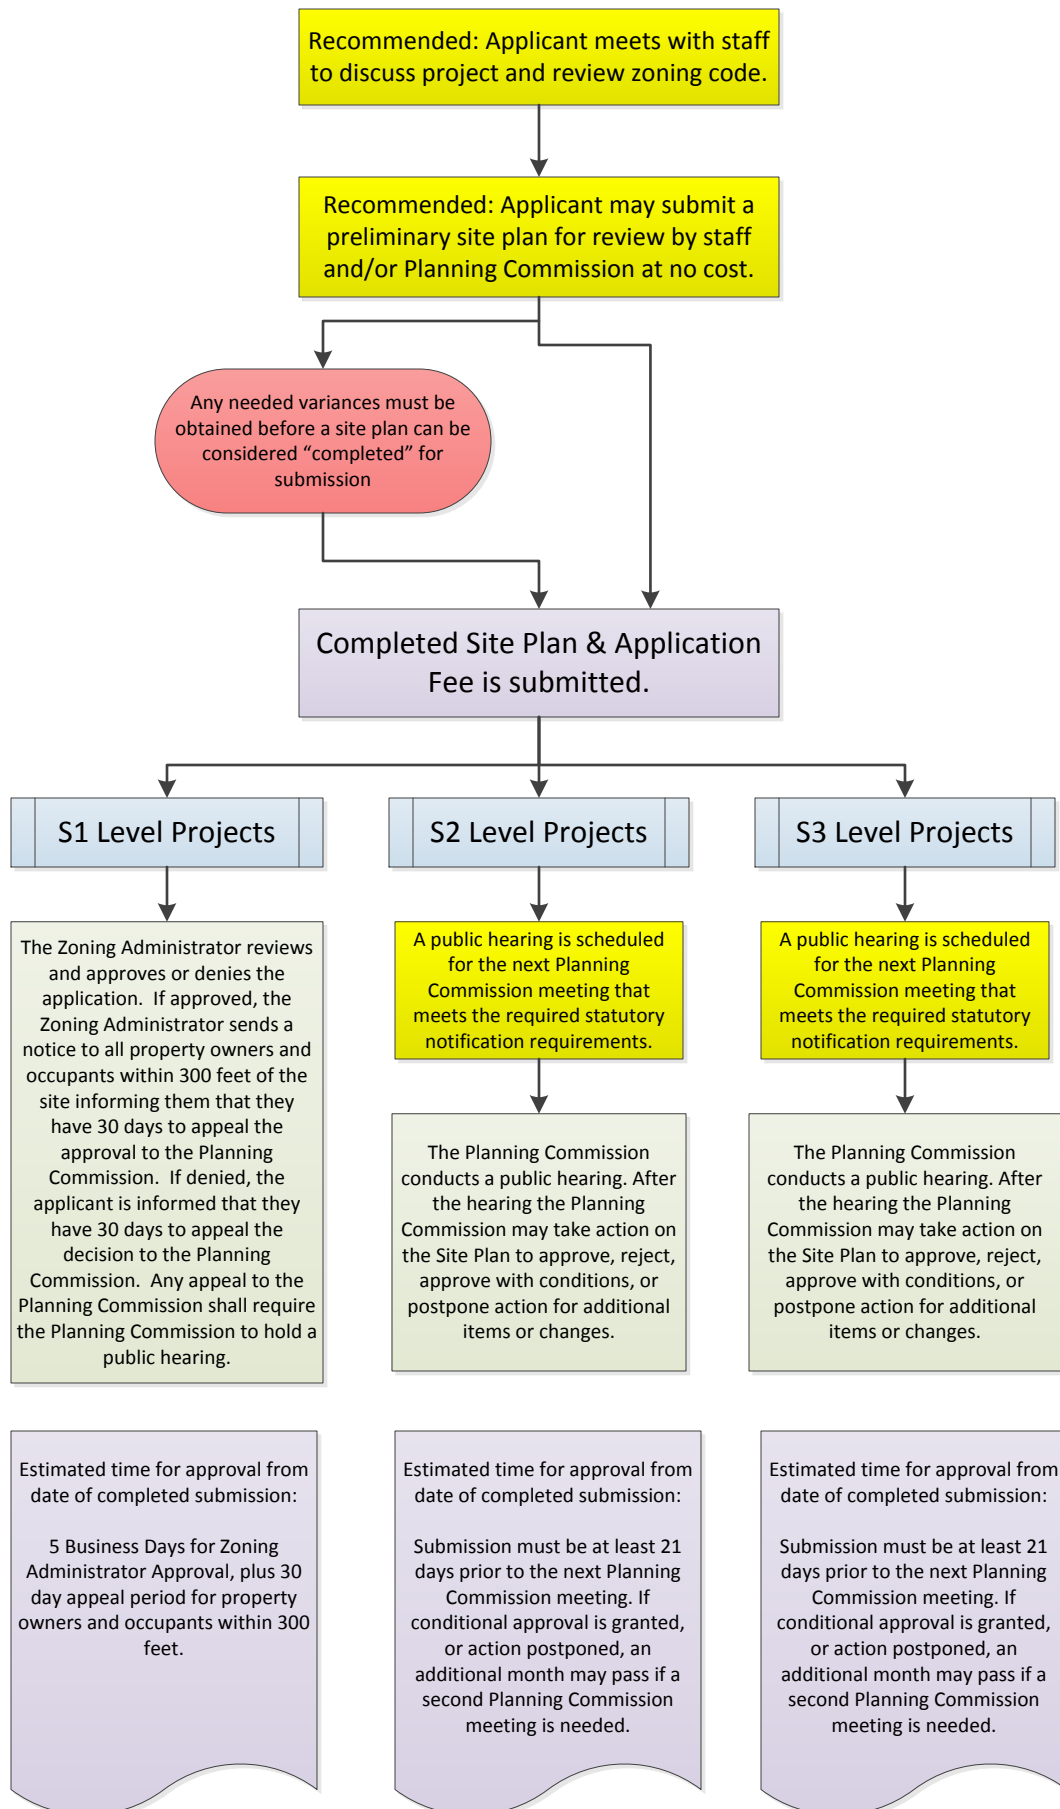 Recommended: Applicant meets with staff
to discuss project and review zoning code.
Recommended: Applicant may submit a
preliminary site plan for review by staff
and/or Planning Commission at no cost.
Any needed variances must be
obtained before a site plan can be
considered “completed” for
submission
Completed Site Plan & Application
Fee is submitted.
S1 Level Projects
S2 Level Projects
S3 Level Projects
The Zoning Administrator reviews
and approves or denies the
application.  If approved, the
Zoning Administrator sends a
notice to all property owners and
occupants within 300 feet of the
site informing them that they
have 30 days to appeal the
approval to the Planning
Commission.  If denied, the
applicant is informed that they
have 30 days to appeal the
decision to the Planning
Commission.  Any appeal to the
Planning Commission shall require
the Planning Commission to hold a
public hearing.
A public hearing is scheduled
for the next Planning
Commission meeting that
meets the required statutory
notification requirements.
The Planning Commission
conducts a public hearing. After
the hearing the Planning
Commission may take action on
the Site Plan to approve, reject,
approve with conditions, or
postpone action for additional
items or changes.
A public hearing is scheduled
for the next Planning
Commission meeting that
meets the required statutory
notification requirements.
The Planning Commission
conducts a public hearing. After
the hearing the Planning
Commission may take action on
the Site Plan to approve, reject,
approve with conditions, or
postpone action for additional
items or changes.
Estimated time for approval from
date of completed submission:
5 Business Days for Zoning
Administrator Approval, plus 30
day appeal period for property
owners and occupants within 300
feet.
Estimated time for approval from
date of completed submission:
Submission must be at least 21
days prior to the next Planning
Commission meeting. If
conditional approval is granted,
or action postponed, an
additional month may pass if a
second Planning Commission
meeting is needed.
Estimated time for approval from
date of completed submission:
Submission must be at least 21
days prior to the next Planning
Commission meeting. If
conditional approval is granted,
or action postponed, an
additional month may pass if a
second Planning Commission
meeting is needed.